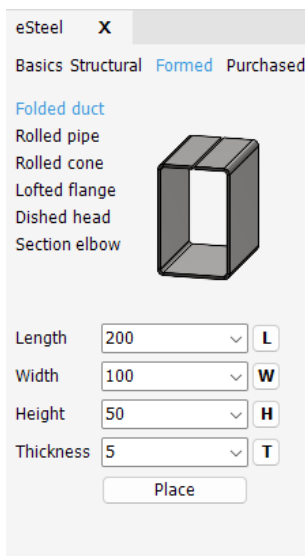 eSteel X
Basics Structural Formed Purchased
Folded duct
Rolled pipe
Rolled cone
Lofted flange
Dished head
Section elbow
Length 200 L
Width 100 W
Height 50 H
Thickness 5 T
Place